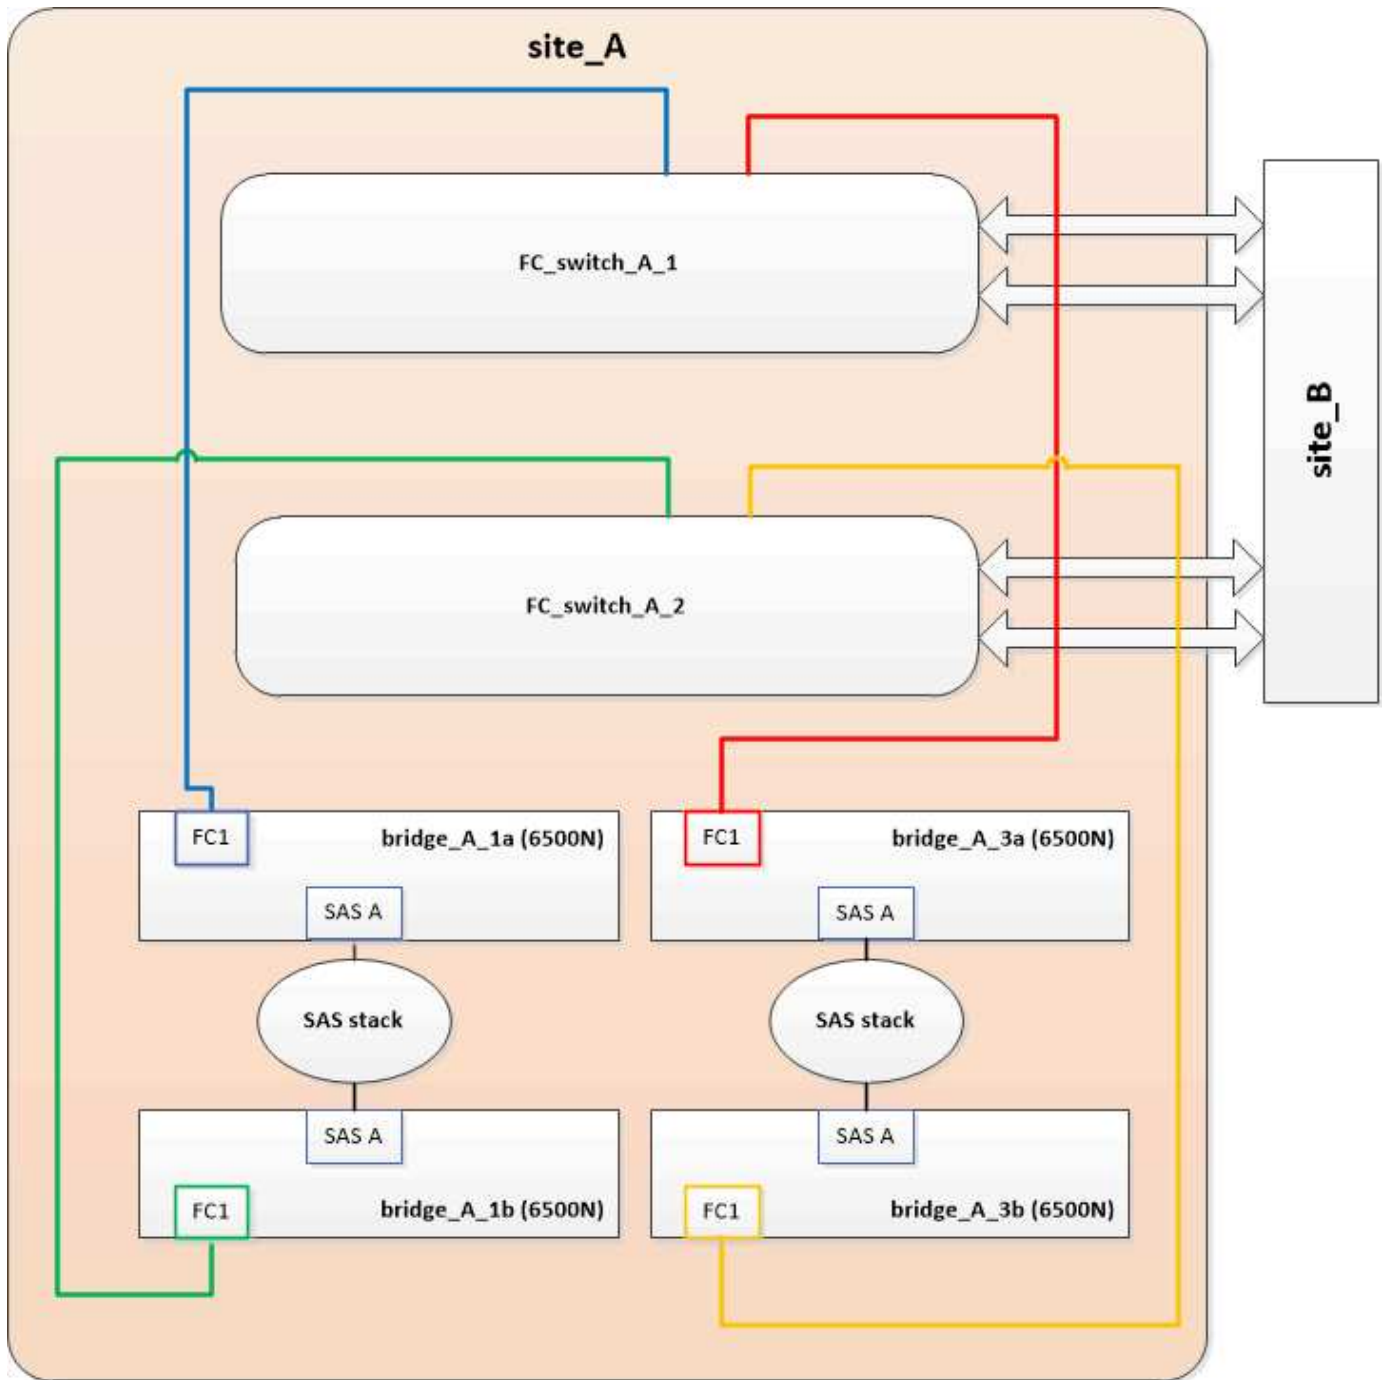 site_A
FC_switch_A_1
site_B
FC_switch_A_2
FC1
bridge_A_1a (6500N)
SAS A
FC1
bridge_A_3a (6500N)
SAS A
SAS stack
SAS stack
SAS A
FC1
bridge_A_1b (6500N)
SAS A
FC1
bridge_A_3b (6500N)